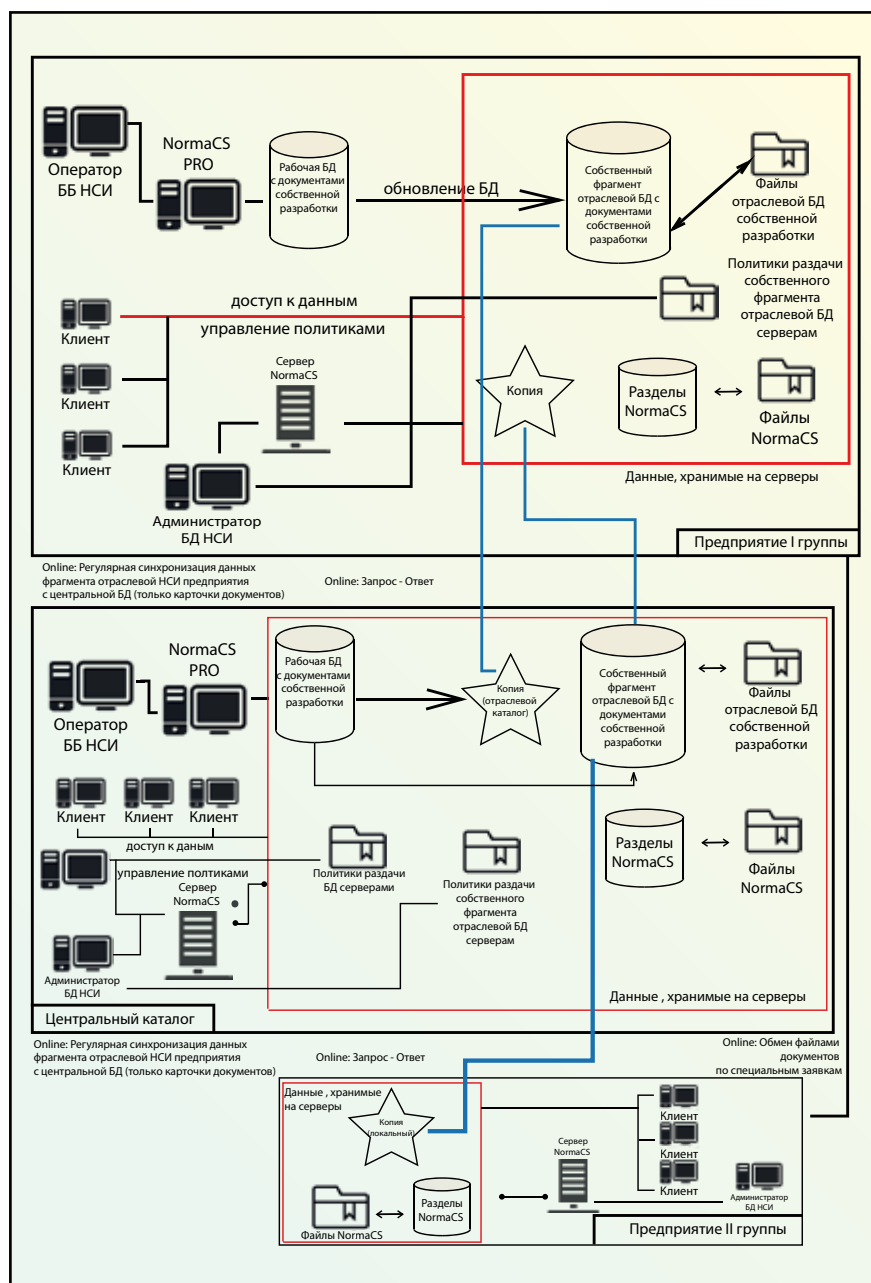 Оператор
ББ НСИ
NormaCS
PRO
Рабочая БД
с документами
собственной
разработки
обновление БД
Собственный
фрагмент
отраслевой БД с
документами
собственной
разработки
Файлы
отраслевой БД
собственной
разработки
Политики раздачи
собственного
фрагмента
отраслевой БД
серверам
доступ к данным
управление политиками
Клиент
Клиент
Клиент
Сервер
NormaCS
Администратор
БД НСИ
Копия
Разделы
NormaCS
Файлы
NormaCS
Данные, хранимые на серверы
Предприятие I группы
Online: Регулярная синхронизация данных
фрагмента отраслевой НСИ предприятия
с центральной БД (только карточки документов)
Online: Запрос - Ответ
Оператор
ББ НСИ
NormaCS
PRO
Рабочая БД
с документами
собственной
разработки
Копия
(отраслевой
каталог)
Собственный
фрагмент
отраслевой БД с
документами
собственной
разработки
Файлы
отраслевой БД
собственной
разработки
Клиент
Клиент
Клиент
доступ к даным
управление полтиками
Сервер
NormaCS
Администратор
БД НСИ
Политики раздачи
БД серверами
Политики раздачи
собственного
фрагмента
отраслевой БД
серверам
Разделы
NormaCS
Файлы
NormaCS
Данные , хранимые на серверы
Центральный каталог
Online: Регулярная синхронизация данных
фрагмента отраслевой НСИ предприятия
с центральной БД (только карточки документов)
Online: Запрос - Ответ
Online: Обмен файлами
документов
по специальным заявкам
Данные , хранимые
на серверы
Копия
(локальный)
Файлы NormaCS
Разделы
NormaCS
Сервер
NormaCS
Клиент
Клиент
Клиент
Администратор
БД НСИ
Предприятие II группы